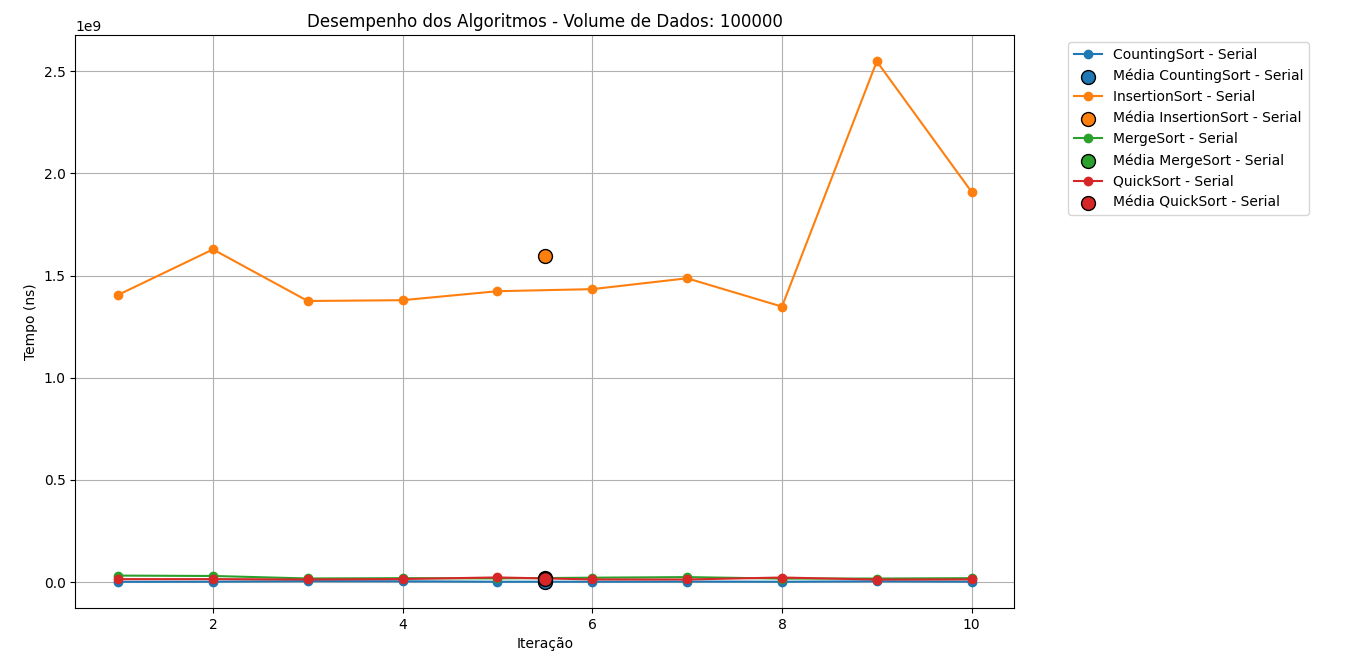 Desempenho dos Algoritmos - Volume de Dados: 100000
1e9
2.5
2.0
1.5
1.0
0.5
0.0
Tempo (ns)
2
4
6
8
10
Iteração
CountingSort - Serial
Média CountingSort - Serial
InsertionSort - Serial
Média InsertionSort - Serial
MergeSort - Serial
Média MergeSort - Serial
QuickSort - Serial
Média QuickSort - Serial